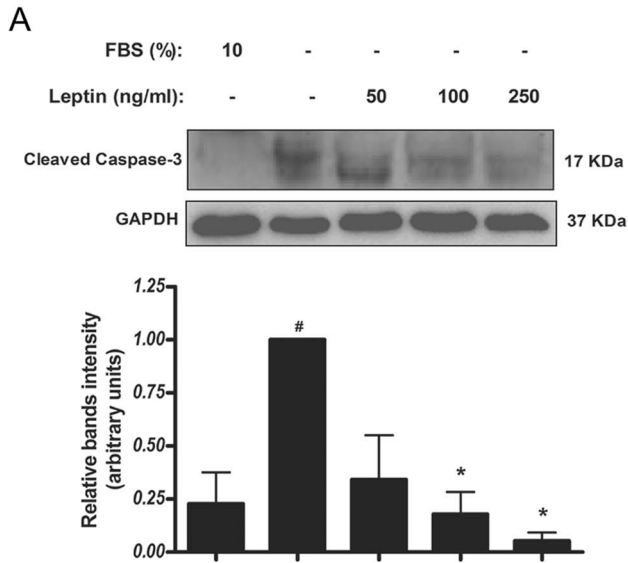 A
FBS (%): 10 - - - -
Leptin (ng/ml): - - 50 100 250
Cleaved Caspase-3 17 KDa
GAPDH 37 KDa
Relative bands intensity
(arbitrary units)
1.25
1.00
0.75
0.50
0.25
0.00
#
*
*